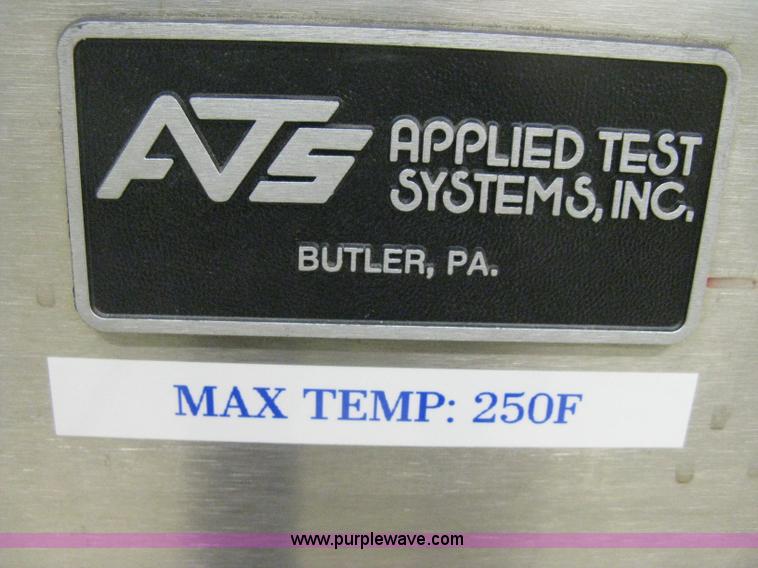 ATS
APPLIED TEST
SYSTEMS, INC.
BUTLER, PA.
MAX TEMP: 250F
www.purplewave.com